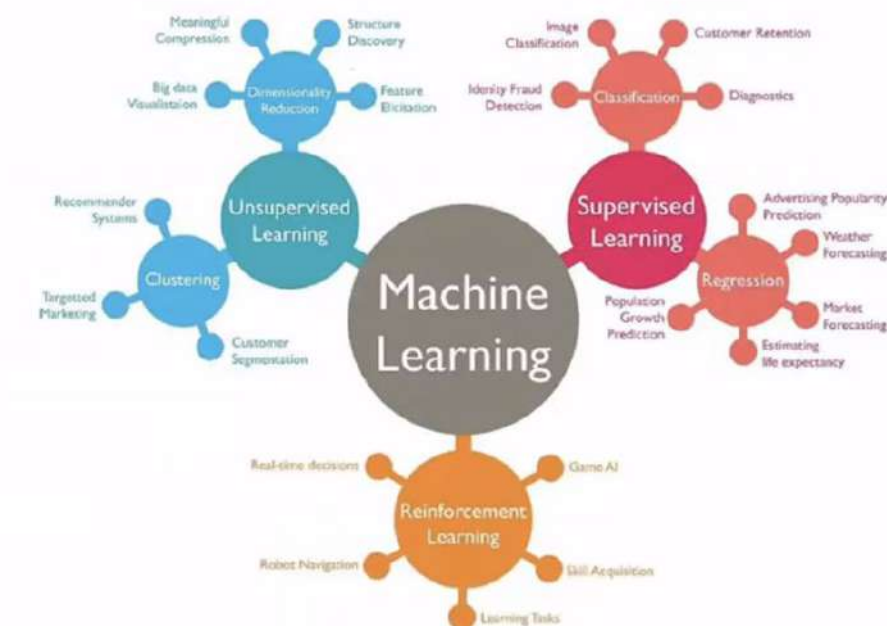 Meaningful
Compression
Structure
Discovery
Big data
Visualistaion
Dimensionality
Reduction
Feature
Elicitation
Image
Classification
Customer Retention
Idenity Fraud
Detection
Classification
Diagnostics
Recommender
Systems
Unsupervised
Learning
Supervised
Learning
Advertising Popularity
Prediction
Weather
Forecasting
Clustering
Machine
Learning
Regression
Targetted
Marketing
Population
Growth
Prediction
Market
Forecasting
Customer
Segmentation
Estimating
life expectancy
Real-time decisions
Game AI
Reinforcement
Learning
Robot Navigation
Skill Acquisition
Learning Tasks